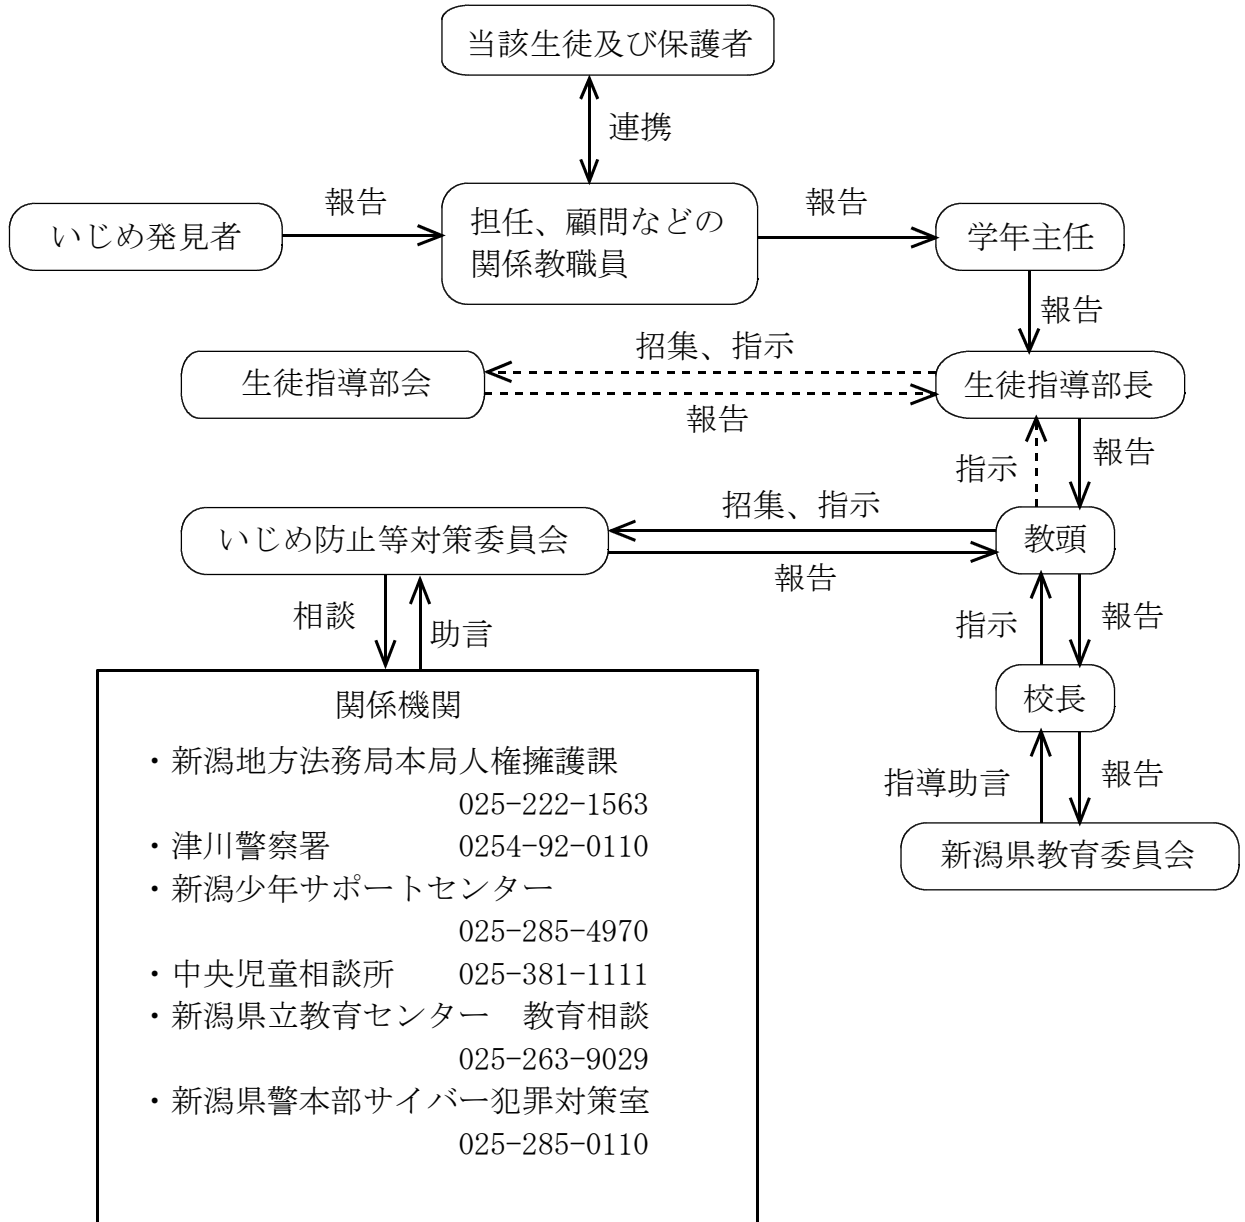 当該生徒及び保護者
連携
報告
報告
いじめ発見者
担任、顧問などの
関係教職員
学年主任
報告
招集、指示
生徒指導部会
生徒指導部長
報告
指示
報告
招集、指示
いじめ防止等対策委員会
教頭
報告
相談
助言
指示
報告
関係機関
校長
・新潟地方法務局本局人権擁護課
025-222-1563
指導助言
報告
・津川警察署 0254-92-0110
新潟県教育委員会
・新潟少年サポートセンター
025-285-4970
・中央児童相談所 025-381-1111
・新潟県立教育センター 教育相談
025-263-9029
・新潟県警本部サイバー犯罪対策室
025-285-0110